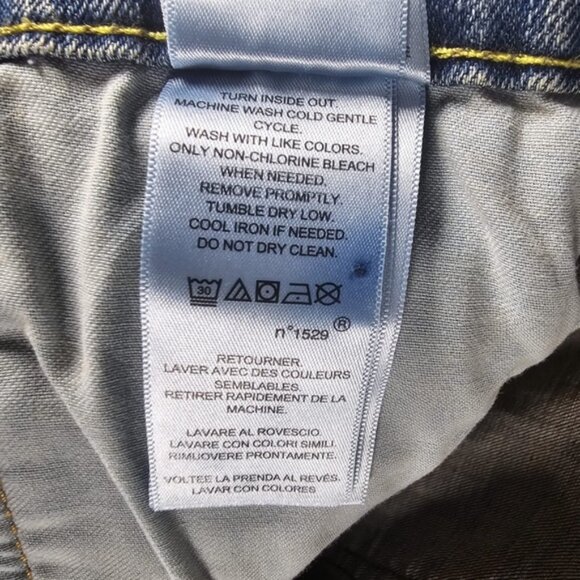 TURN INSIDE OUT.
MACHINE WASH COLD GENTLE
CYCLE.
WASH WITH LIKE COLORS.
ONLY NON-CHLORINE BLEACH
WHEN NEEDED.
REMOVE PROMPTLY.
TUMBLE DRY LOW.
COOL IRON IF NEEDED.
DO NOT DRY CLEAN.
30
n°1529 ®
RETOURNER.
LAVER AVEC DES COULEURS
SEMBLABLES.
RETIRER RAPIDEMENT DE LA
MACHINE.
LAVARE AL ROVESCIO.
LAVARE CON COLORI SIMILI.
RIMUOVERE PRONTAMENTE.
VOLTEE LA PRENDA AL REVÉS.
LAVAR CON COLORES